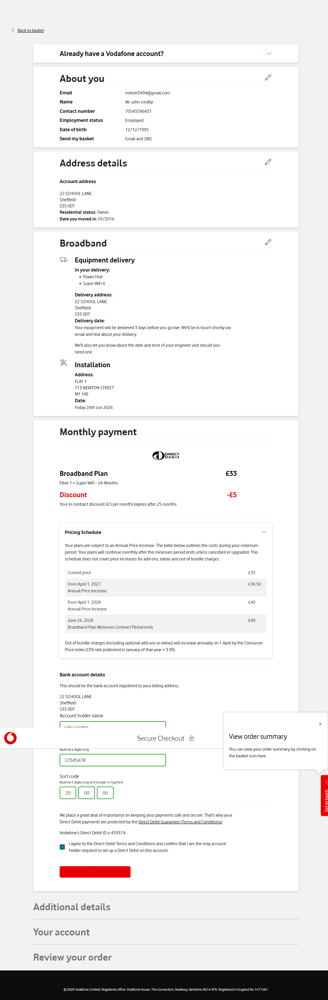 Back to basket
Already have a Vodafone account?
About you
Email mitesh5494@gmail.com
Name Mr. john creditp
Contact number 70543596431
Employment status Employed
Date of birth 12/12/1995
Send my basket Email and SMS
Address details
Account address
22 SCHOOL LANE
Sheffield
S35 0DT
Residential status: Owner
Date you moved in: 03/2016
Broadband
Equipment delivery
In your delivery:
• Power Hub
• Super WiFi 6
Delivery address:
22 SCHOOL LANE
Sheffield
S35 0DT
Delivery date:
Your equipment will be delivered 3 days before you go live. We'll be in touch shortly via
email and text about your delivery.
We'll also let you know about the date and time of your engineer visit should you
need one.
Installation
Address:
FLAT 1
113 NEWTON STREET
M1 1AE
Date:
Friday 26th Jun 2026
Monthly payment
DIRECT
Debit
Broadband Plan £33
Fibre 1 + Super WiFi - 24-Months
Discount -£5
Your in contract discount (£5 per month) expires after 25 months
Pricing Schedule
Your plans are subject to an Annual Price Increase. The table below outlines the costs during your minimum
period. Your plans will continue monthly after the minimum period ends unless cancelled or upgraded. This
schedule does not cover price increases for add-ons, extras and out of bundle charges.
Current price £33
From April 1, 2027 £36.50
Annual Price Increase
From April 1, 2028 £40
Annual Price Increase
June 26, 2028 £40
Broadband Plan Minimum Contract Period ends
Out of bundle charges (including optional add-ons or extras) will increase annually on 1 April by the Consumer
Price Index (CPI) rate published in January of that year + 3.9%.
Bank account details
This should be the bank account registered to your billing address.
22 SCHOOL LANE
Sheffield
S35 0DT
Account holder name
john creditp
Secure Checkout
View order summary
You can view your order summary by clicking on
the basket icon here.
Must be 8 digits long
12345678
Sort code
Must be 6 digits long and include no hyphens
20 00 00
Get in touch
We place a great deal of importance on keeping your payments safe and secure. That's why your
Direct Debit payments are protected by the Direct Debit Guarantee (Terms and Conditions)
Vodafone's Direct Debit ID is 439374.
I agree to the Direct Debit Terms and Conditions and confirm that I am the only account
holder required to set up a Direct Debit on this account.
Additional details
Your account
Review your order
© 2026 Vodafone Limited. Registered office: Vodafone House, The Connection, Newbury, Berkshire RG14 2FN. Registered in England No 1471587.